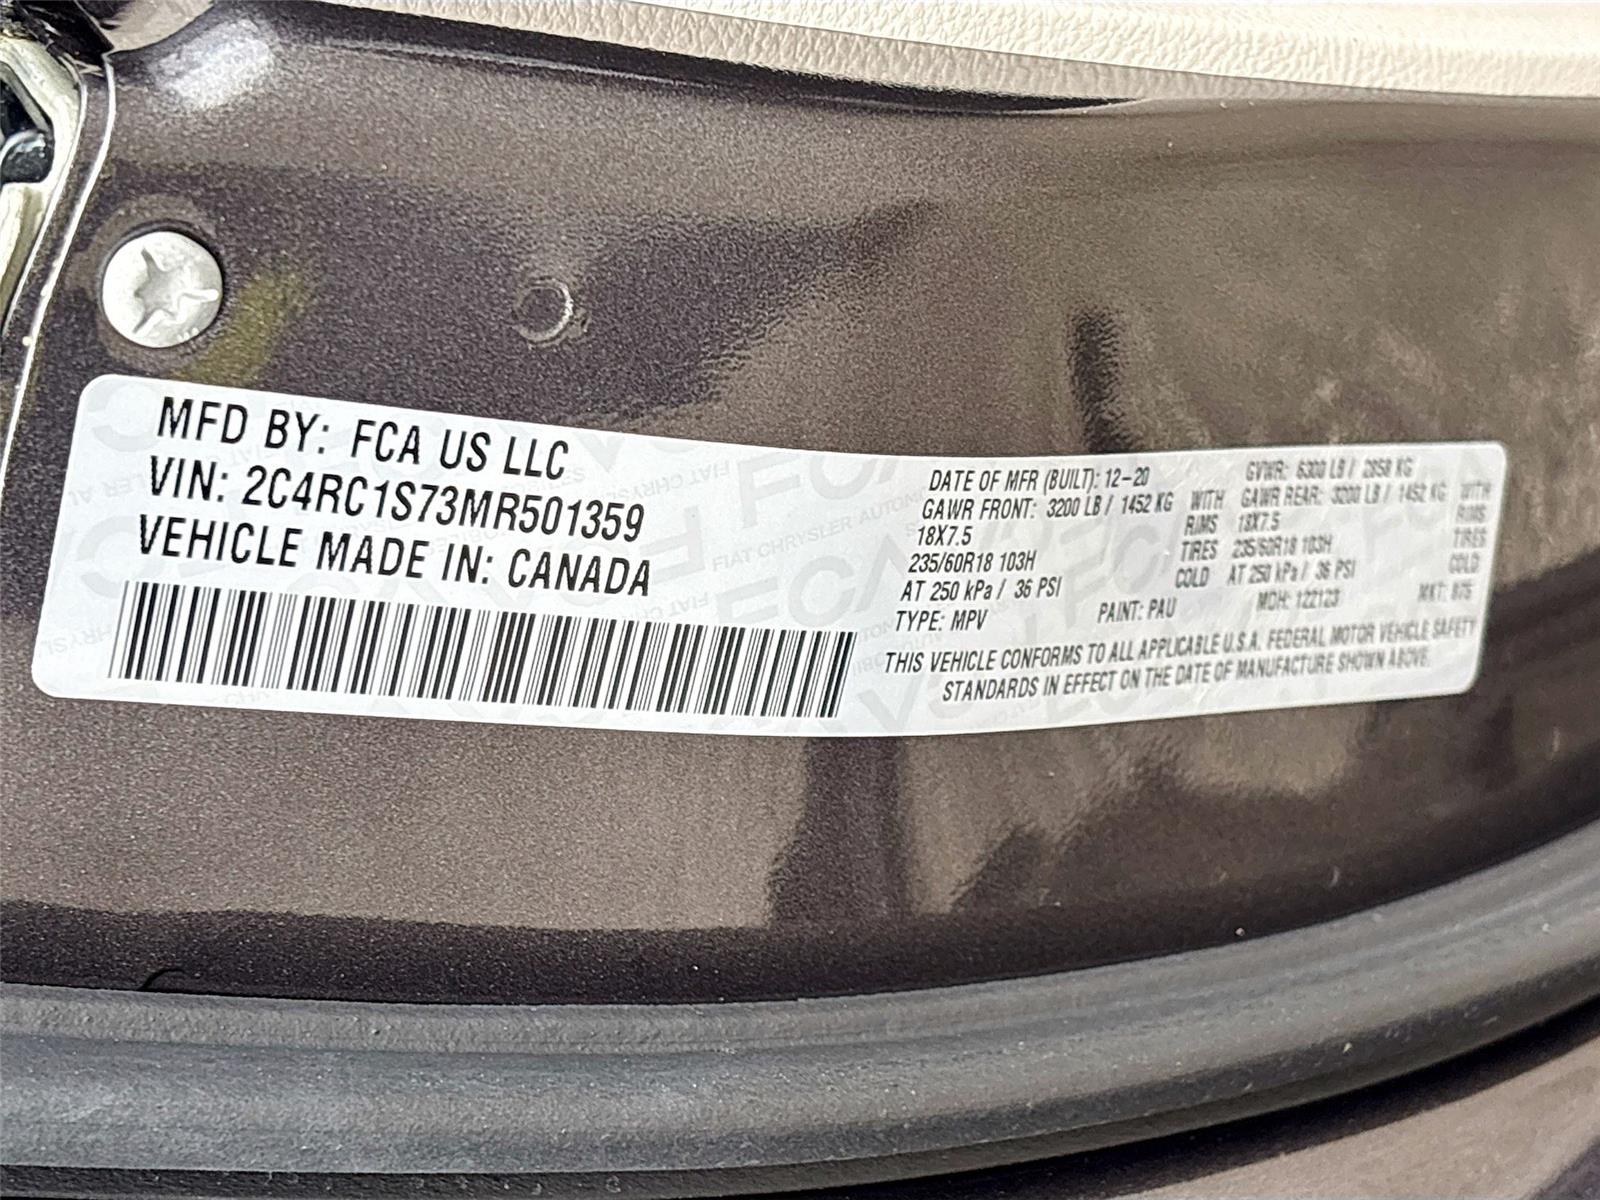 MFD BY: FCA US LLC
VIN: 2C4RC1S73MR501359
VEHICLE MADE IN: CANADA
DATE OF MFR (BUILT): 12-20 GVWR: 6300 LB / 2858 KG
GAWR FRONT: 3200 LB / 1452 KG WITH GAWR REAR: 3200 LB / 1452 KG WITH
18X7.5 RIMS 18X7.5 RIMS
235/60R18 103H TIRES 235/60R18 103H TIRES
AT 250 kPa / 36 PSI COLD AT 250 kPa / 36 PSI COLD
TYPE: MPV PAINT: PAU MDH: 122123 MKT:
THIS VEHICLE CONFORMS TO ALL APPLICABLE U.S.A. FEDERAL MOTOR VEHICLE SAFETY
STANDARDS IN EFFECT ON THE DATE OF MANUFACTURE SHOWN ABOVE.